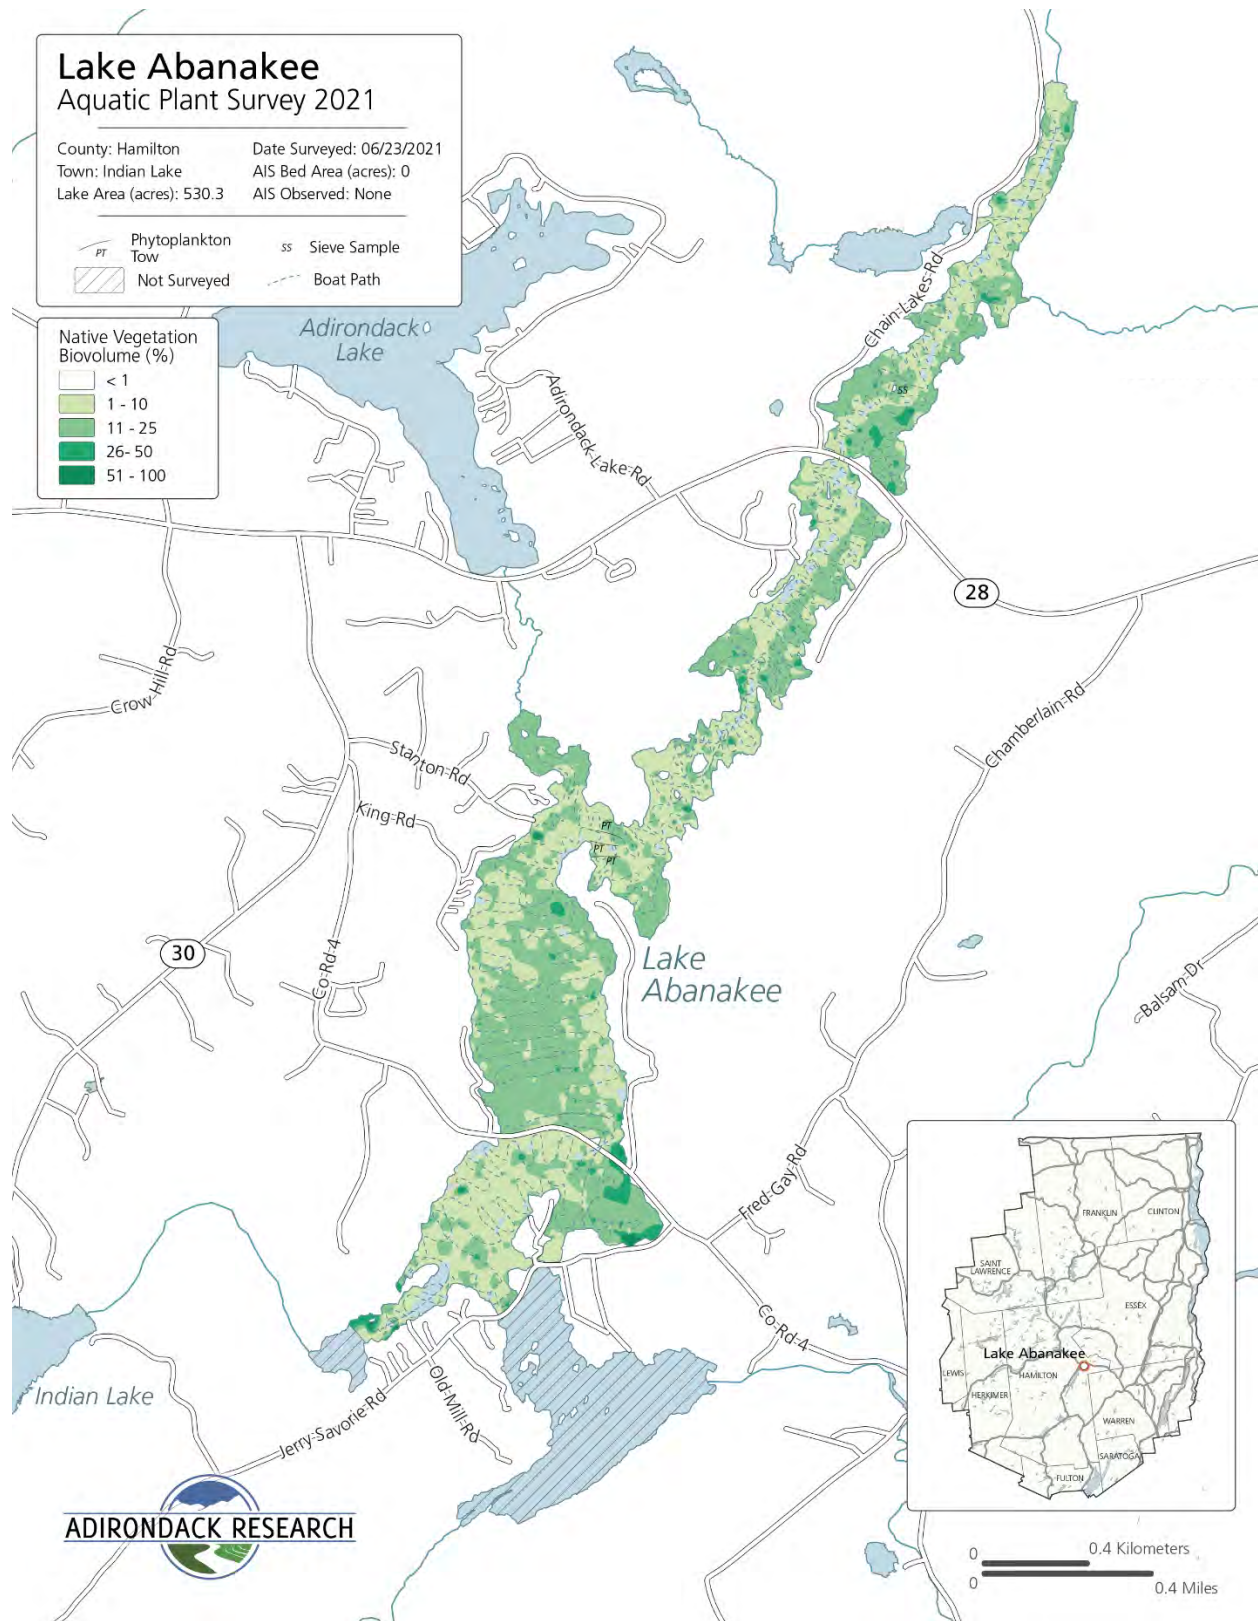 Lake Abanakee
Aquatic Plant Survey 2021
County: Hamilton
Date Surveyed: 06/23/2021
Town: Indian Lake
AIS Bed Area (acres): 0
Lake Area (acres): 530.3
AIS Observed: None
PT
Phytoplankton
Tow
SS
Sieve Sample
Not Surveyed
Boat Path
Native Vegetation
Biovolume (%)
< 1
1 - 10
11 - 25
26- 50
51 - 100
Adirondack
Lake
Chain-Lakes-Rd
Adirondack-Lake-Rd
SS
28
Crow-Hill-Rd
Stanton-Rd
King-Rd
Chamberlain-Rd
PT
PT
PT
30
Co-Rd-4
Lake
Abanakee
Balsam-Dr
Fred-Gay-Rd
Co-Rd-4
Indian Lake
Jerry-Savorie-Rd
Old-Mill-Rd
FRANKLIN
CLINTON
SAINT
LAWRENCE
ESSEX
Lake Abanakee
LEWIS
HAMILTON
HERKIMER
WARREN
SARATOGA
FULTON
ADIRONDACK RESEARCH
0
0.4 Kilometers
0
0.4 Miles